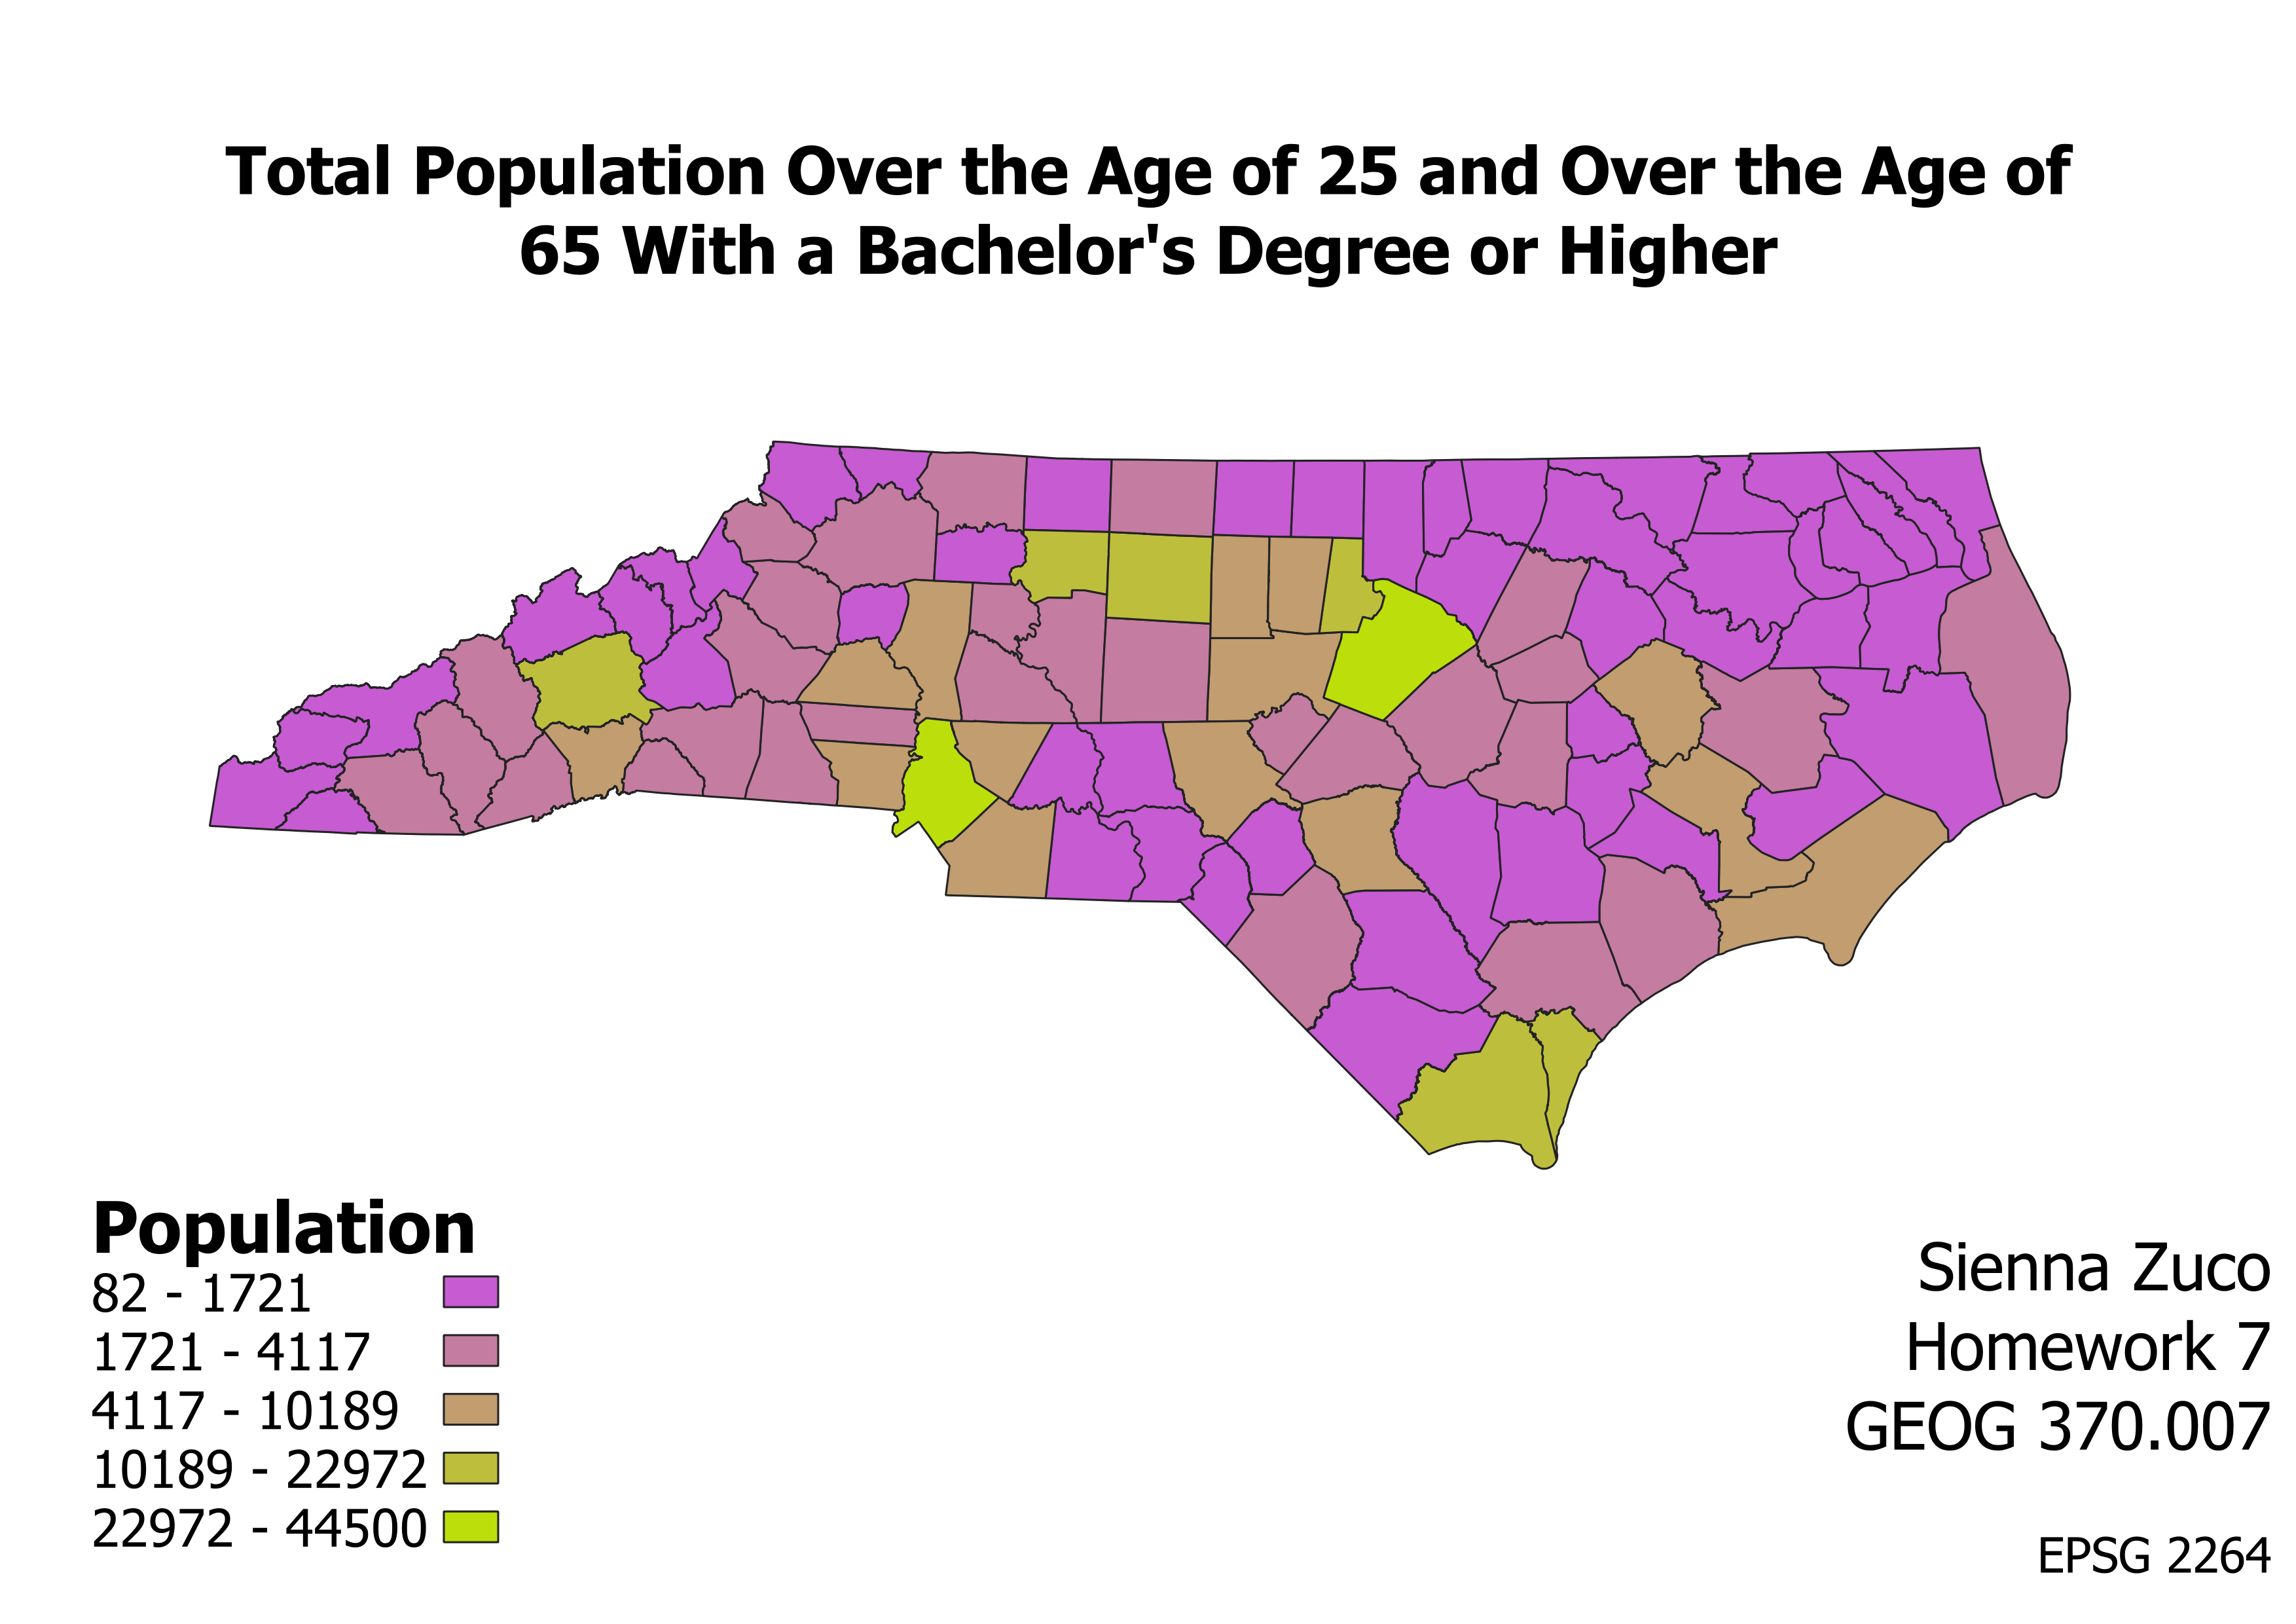 Total Population Over the Age of 25 and Over the Age of
65 With a Bachelor's Degree or Higher
Population
82 - 1721
1721 - 4117
4117 - 10189
10189 - 22972
22972 - 44500
Sienna Zuco
Homework 7
GEOG 370.007
EPSG 2264